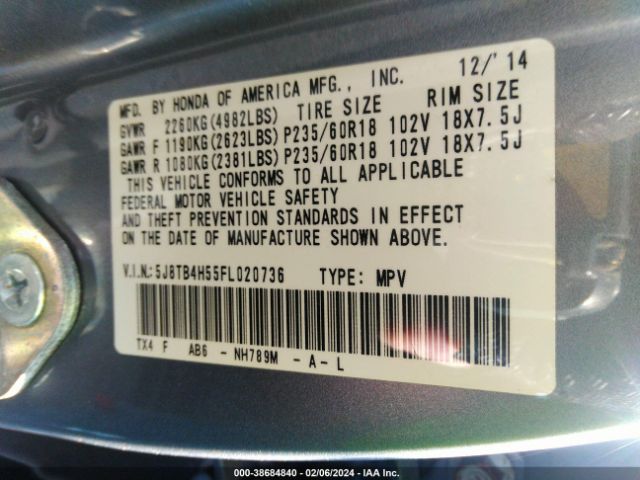 MFD. BY HONDA OF AMERICA MFG., INC. 12/'14
GVWR 2260KG(4982LBS) TIRE SIZE RIM SIZE
GAWR F 1190KG(2623LBS)P235/60R18 102V 18X7.5J
GAWR R 1080KG(2381LBS)P235/60R18 102V 18X7.5J
THIS VEHICLE CONFORMS TO ALL APPLICABLE
FEDERAL MOTOR VEHICLE SAFETY
AND THEFT PREVENTION STANDARDS IN EFFECT
ON THE DATE OF MANUFACTURE SHOWN ABOVE.
V.I.N.:5J8TB4H55FL020736 TYPE: MPV
TX4 F AB6 - NH789M - A - L
000-38684840 - 02/06/2024 - IAA Inc.